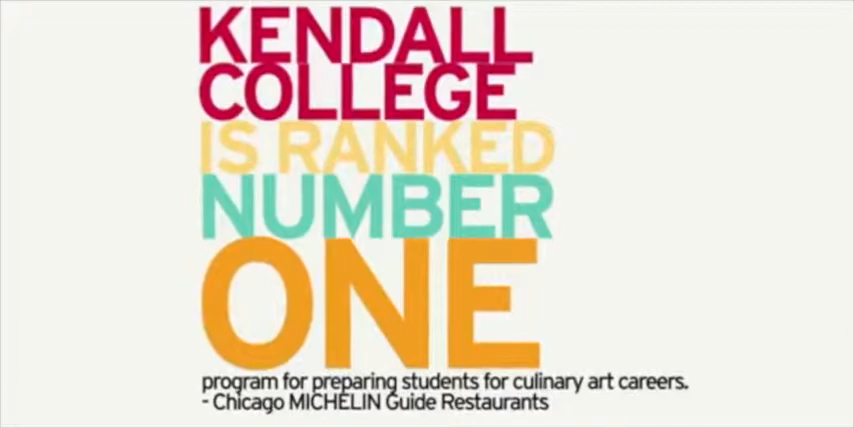 KENDALL
COLLEGE
IS RANKED
NUMBER
ONE
program for preparing students for culinary art careers.
- Chicago MICHELIN Guide Restaurants